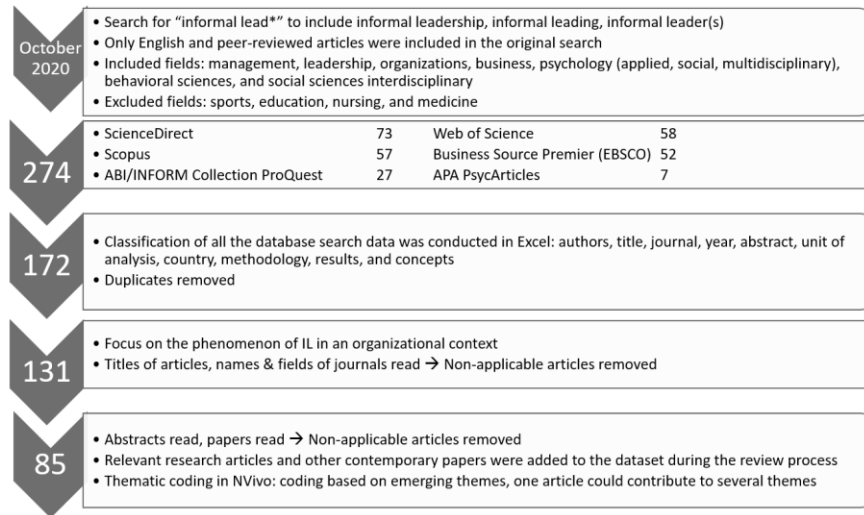 October
2020
• Search for “informal lead*” to include informal leadership, informal leading, informal leader(s)
• Only English and peer-reviewed articles were included in the original search
• Included fields: management, leadership, organizations, business, psychology (applied, social, multidisciplinary),
behavioral sciences, and social sciences interdisciplinary
• Excluded fields: sports, education, nursing, and medicine
274
• ScienceDirect 73 Web of Science 58
• Scopus 57 Business Source Premier (EBSCO) 52
• ABI/INFORM Collection ProQuest 27 APA PsycArticles 7
172
• Classification of all the database search data was conducted in Excel: authors, title, journal, year, abstract, unit of
analysis, country, methodology, results, and concepts
• Duplicates removed
131
• Focus on the phenomenon of IL in an organizational context
• Titles of articles, names & fields of journals read → Non-applicable articles removed
85
• Abstracts read, papers read → Non-applicable articles removed
• Relevant research articles and other contemporary papers were added to the dataset during the review process
• Thematic coding in NVivo: coding based on emerging themes, one article could contribute to several themes